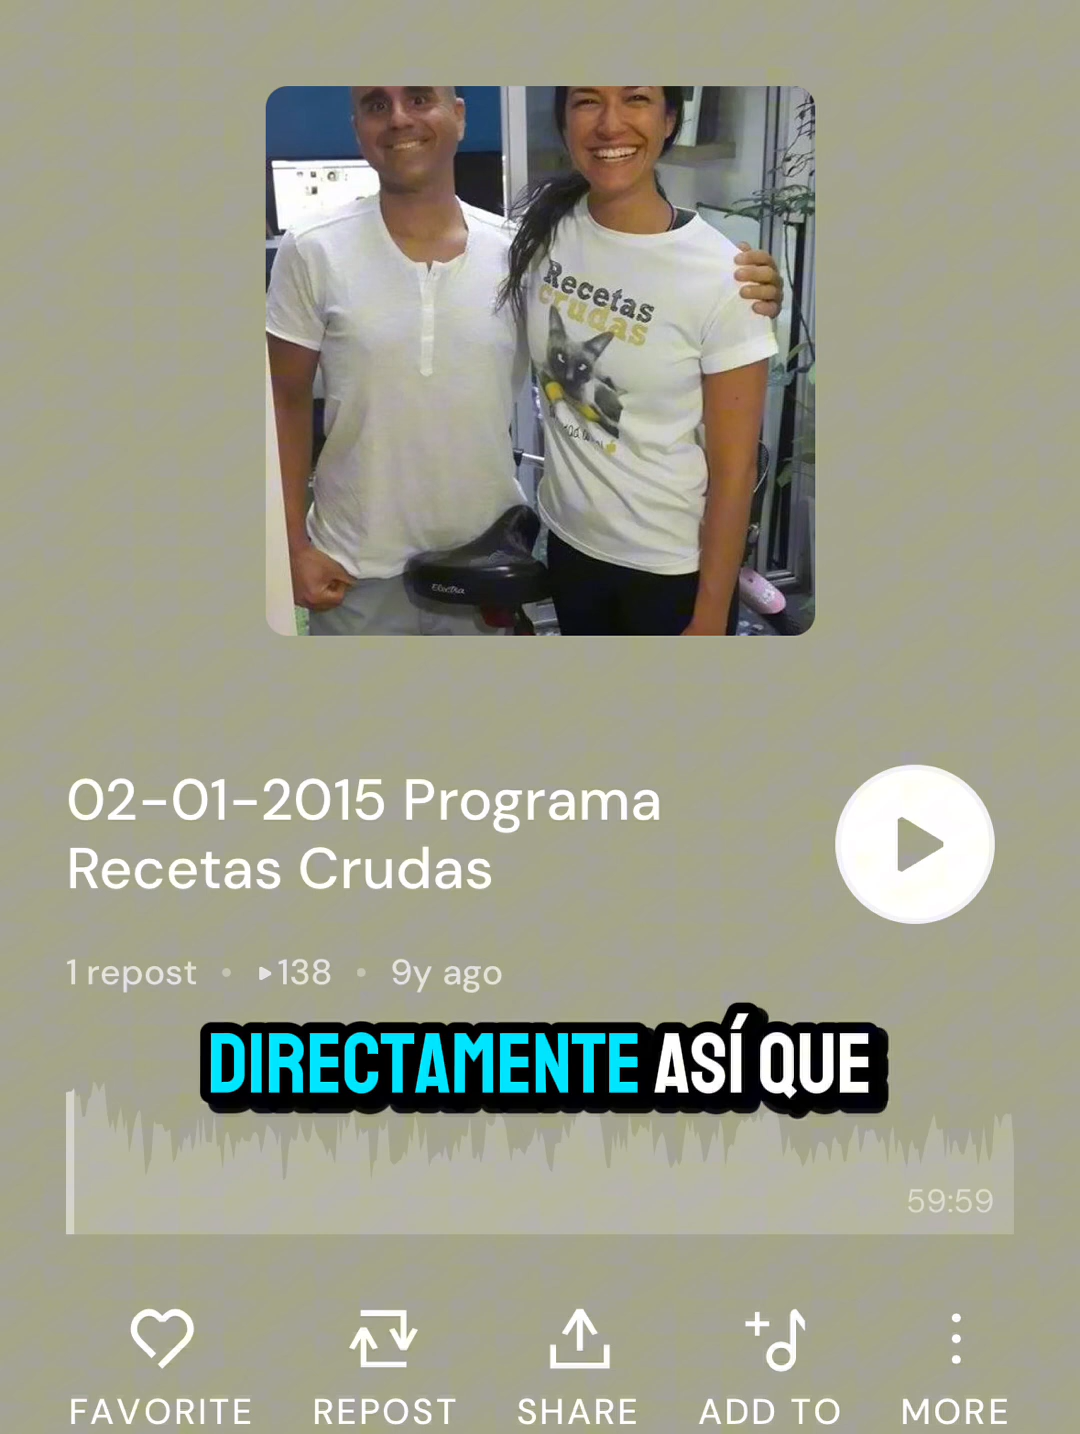 Recetas
crudas
Electra
02-01-2015 Programa
Recetas Crudas
1 repost • 138 • 9y ago
DIRECTAMENTE ASÍ QUE
59:59
FAVORITE REPOST SHARE ADD TO MORE